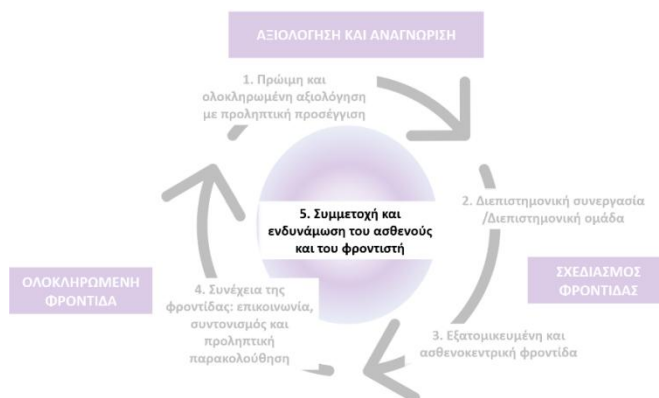 ΑΞΙΟΛΟΓΗΣΗ ΚΑΙ ΑΝΑΓΝΩΡΙΣΗ
1. Πρώιμη και
ολοκληρωμένη αξιολόγηση
με προληπτική προσέγγιση
2. Διεπιστημονική συνεργασία
/Διεπιστημονική ομάδα
5. Συμμετοχή και
ενδυνάμωση του ασθενούς
και του φροντιστή
ΣΧΕΔΙΑΣΜΟΣ
ΦΡΟΝΤΙΔΑΣ
3. Εξατομικευμένη και
ασθενοκεντρική φροντίδα
4. Συνέχεια της
φροντίδας: επικοινωνία,
συντονισμός και
προληπτική
παρακολούθηση
ΟΛΟΚΛΗΡΩΜΕΝΗ
ΦΡΟΝΤΙΔΑ